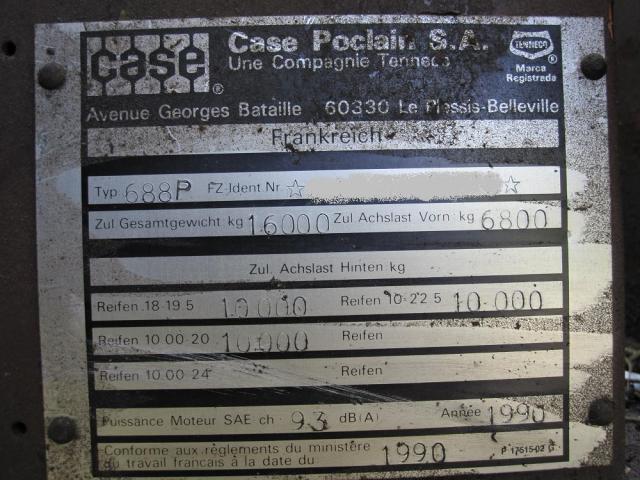 case®
Case Poclain S.A.
Une Compagnie Tenneco
TENNECO ®
Marca
Registrada
Avenue Georges Bataille 60330 Le Plessis-Belleville
Frankreich
Typ 688P FZ-Ident.Nr ☆ ☆
Zul Gesamtgewicht kg 16000 Zul Achslast Vorn kg 6800
Zul. Achslast Hinten kg
Reifen 18-19 5 10.000 Reifen 10-22 5 10.000
Reifen 10.00-20 10.000 Reifen
Reifen 10.00-24 Reifen
Puissance Moteur SAE ch 93 dB(A) Année 1990
Conforme aux règlements du ministère
du travail français à la date du 1990
P 1761502 G